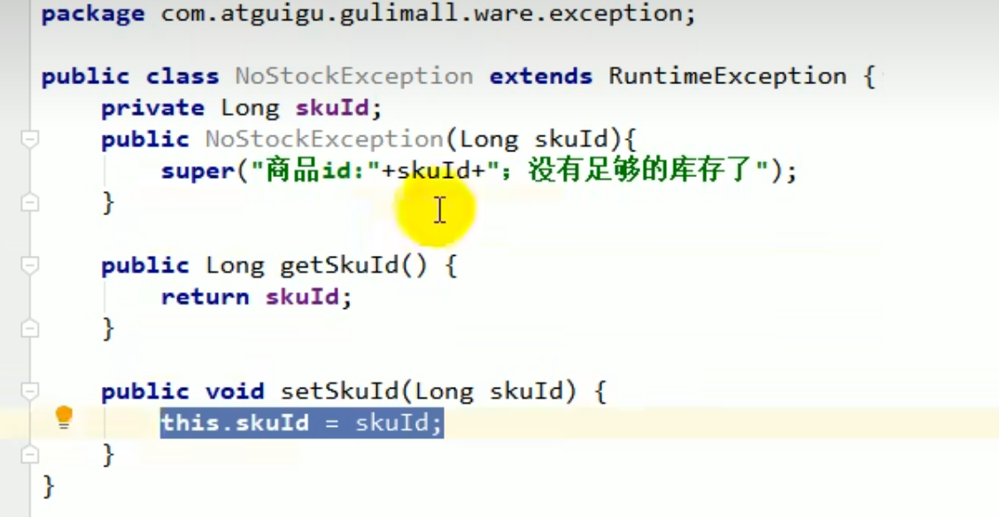 package com.atguigu.gulimall.ware.exception;
public class NoStockException extends RuntimeException {
private Long skuId;
public NoStockException(Long skuId){
super("商品id:"+skuId+"; 没有足够的库存了");
}
public Long getSkuId() {
return skuId;
}
public void setSkuId(Long skuId) {
this.skuId = skuId;
}
}